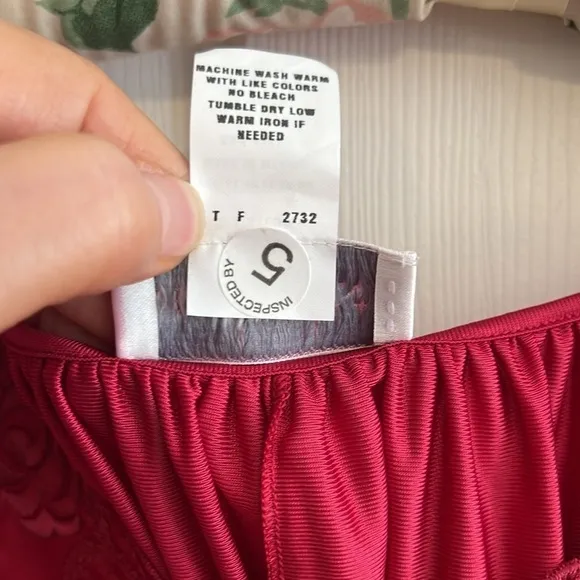 MACHINE WASH WARM
WITH LIKE COLORS
NO BLEACH
TUMBLE DRY LOW
WARM IRON IF
NEEDED
T F 2732
INSPECTED BY
5